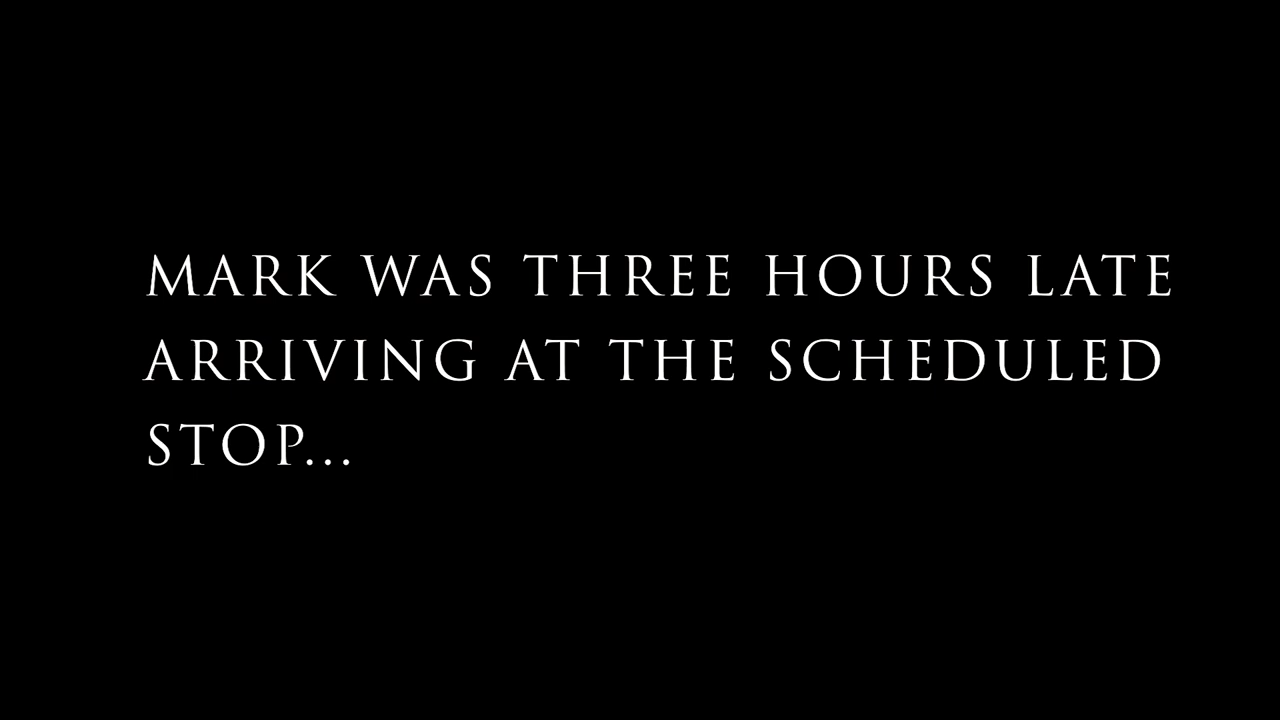 MARK WAS THREE HOURS LATE
ARRIVING AT THE SCHEDULED
STOP...